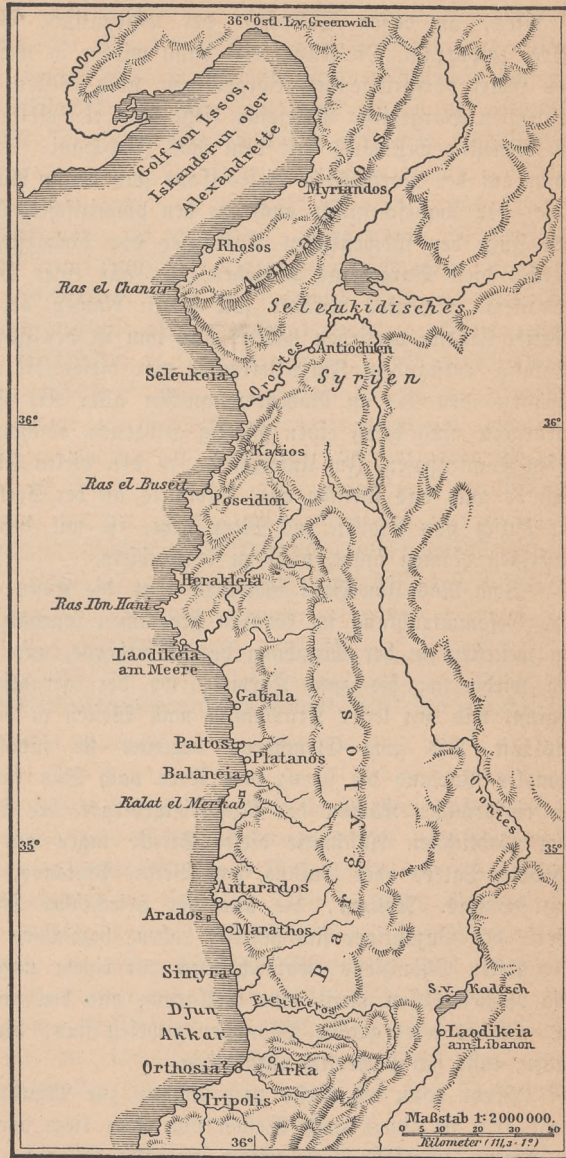 36° Östl. L. v. Greenwich
Golf von Issos,
Iskanderun oder
Alexandrette
Myriandos
Amanos
Rhosos
Ras el Chanzir
Seleukidisches
Antiochien
Orontes
Seleukeia
Syrien
36°
36°
Kasios
Ras el Buseit
Poseidion
Herakleia
Ras Ibn Hani
Laodikeia
am Meere
Gabala
Paltos
Platanos
Balaneia
Kalat el Merkab
Orontes
35°
35°
Bargylos
Antarados
Arados
Marathos
Simyra
S. v. Kadesch
Eleutheros
Djun
Akkar
Laodikeia
am Libanon
Orthosia?
Arka
Tripolis
Maßstab 1:2000000.
0 5 10 20 30 40
Kilometer (111,3 = 1°)
36°